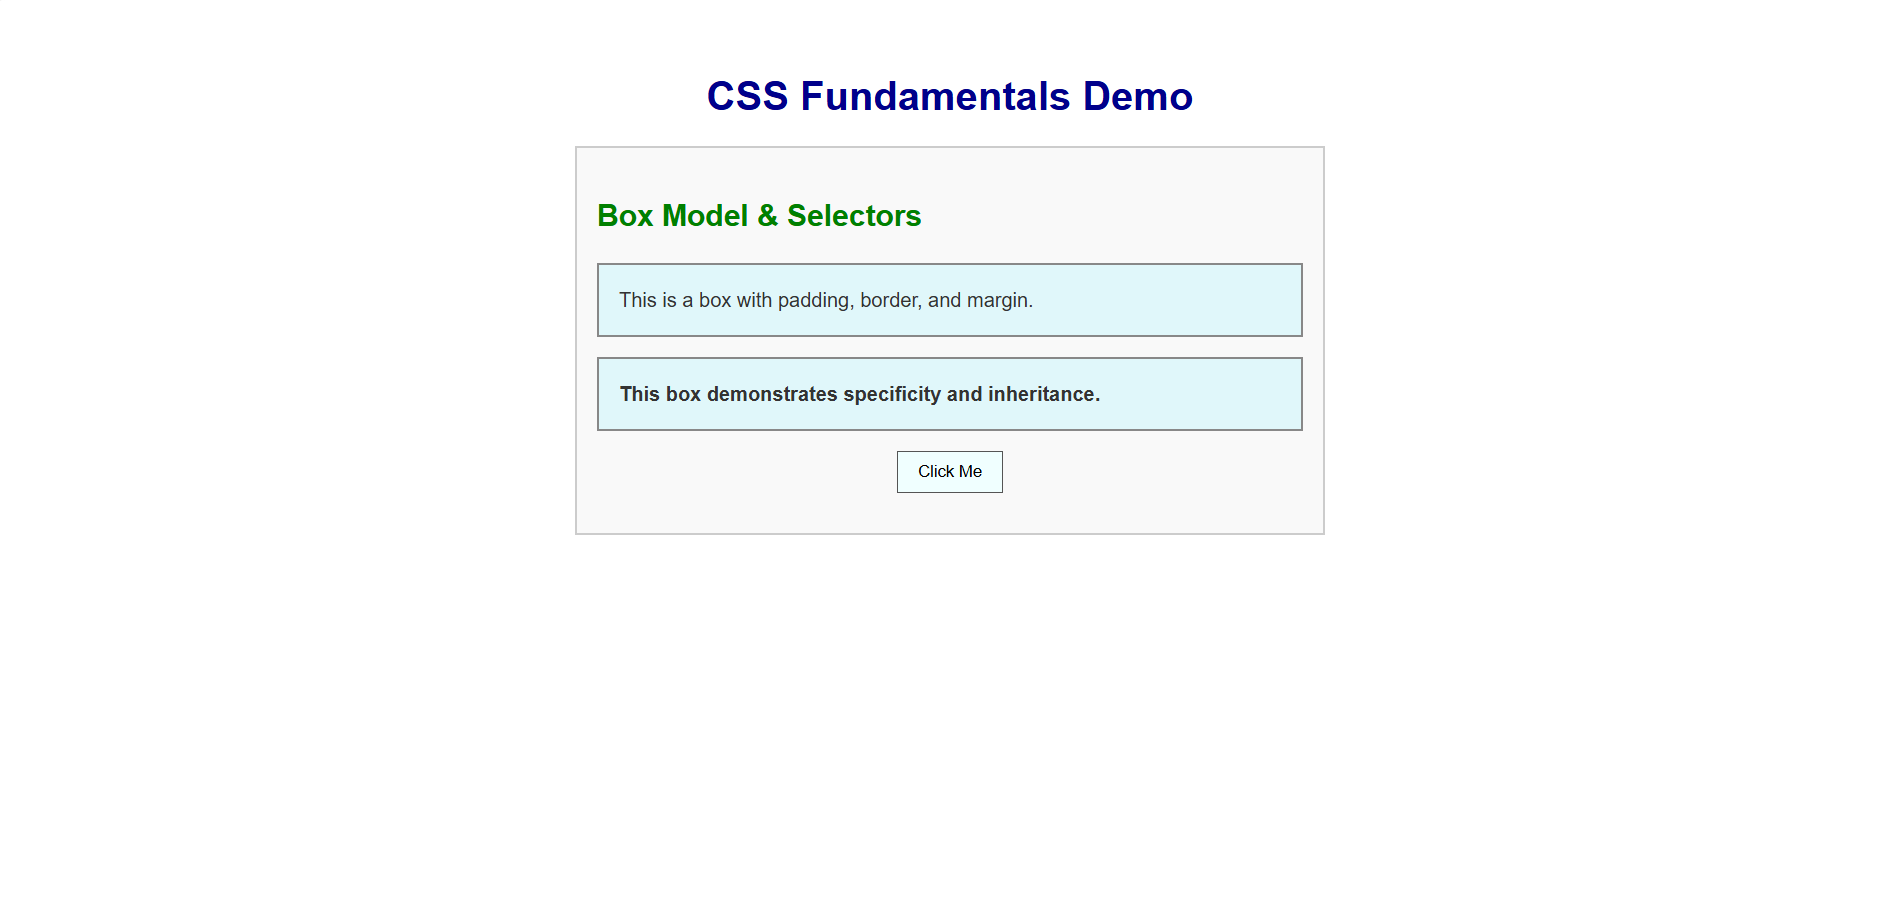 CSS Fundamentals Demo
Box Model & Selectors
This is a box with padding, border, and margin.
This box demonstrates specificity and inheritance.
Click Me